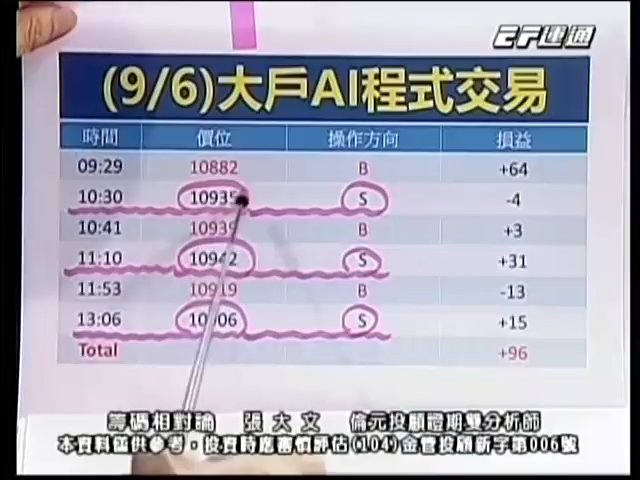 EF建通
(9/6)大戶AI程式交易
時間 價位 操作方向 損益
09:29 10882 B +64
10:30 10935 S -4
10:41 10939 B +3
11:10 10942 S +31
11:53 10919 B -13
13:06 10906 S +15
Total +96
籌碼相對論 張大文 倫元投顧證期雙分析師
本資料僅供參考，投資時應審慎評估(104)金管投顧新字第006號